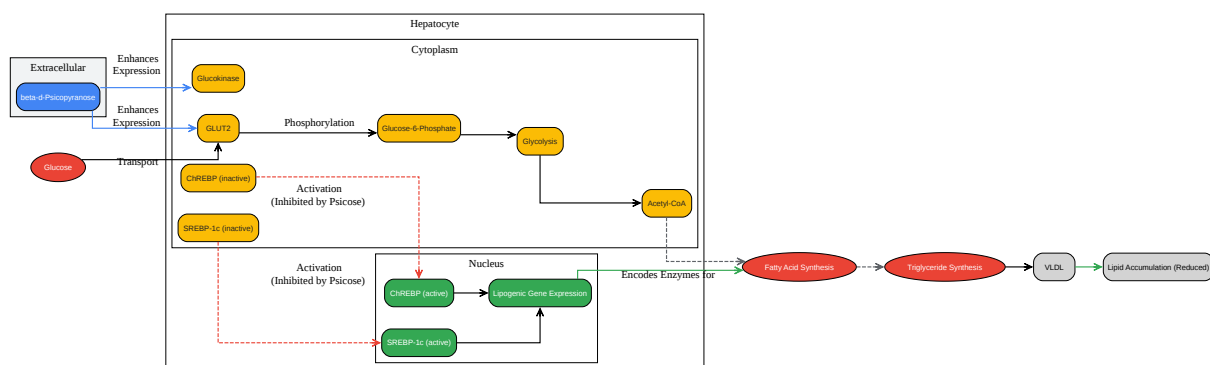 Hepatocyte
Cytoplasm
Extracellular
beta-d-Psicopyranose
Enhances
Expression
Glucokinase
Enhances
Expression
GLUT2
Phosphorylation
Glucose-6-Phosphate
Glycolysis
Glucose
Transport
ChREBP (inactive)
Activation
(Inhibited by Psicose)
Acetyl-CoA
SREBP-1c (inactive)
Activation
(Inhibited by Psicose)
Nucleus
ChREBP (active)
Lipogenic Gene Expression
Encodes Enzymes for
Fatty Acid Synthesis
Triglyceride Synthesis
VLDL
Lipid Accumulation (Reduced)
SREBP-1c (active)